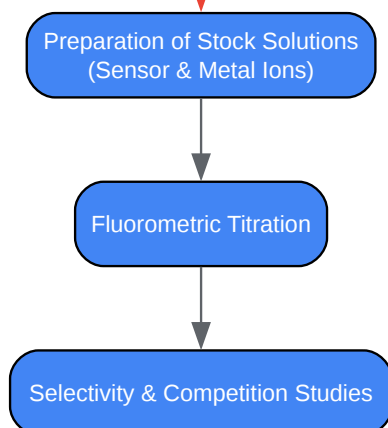 Preparation of Stock Solutions
(Sensor & Metal Ions)
Fluorometric Titration
Selectivity & Competition Studies